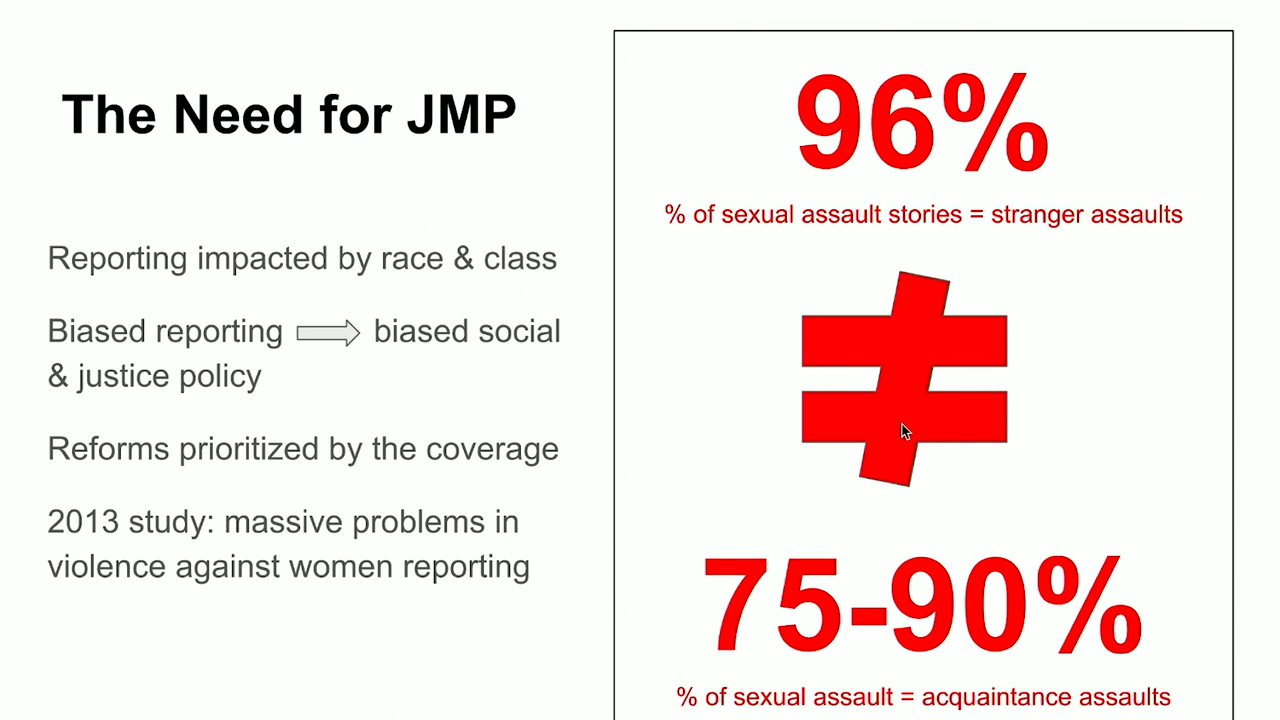 The Need for JMP
Reporting impacted by race & class
Biased reporting biased social
& justice policy
Reforms prioritized by the coverage
2013 study: massive problems in
violence against women reporting
96%
% of sexual assault stories = stranger assaults
≠
75-90%
% of sexual assault = acquaintance assaults